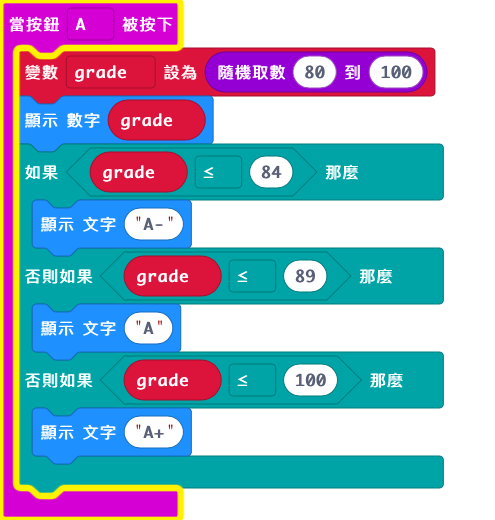 當按鈕 A 被按下
變數 grade 設為 隨機取數 80 到 100
顯示 數字 grade
如果 grade ≤ 84 那麼
顯示 文字 "A-"
否則如果 grade ≤ 89 那麼
顯示 文字 "A"
否則如果 grade ≤ 100 那麼
顯示 文字 "A+"